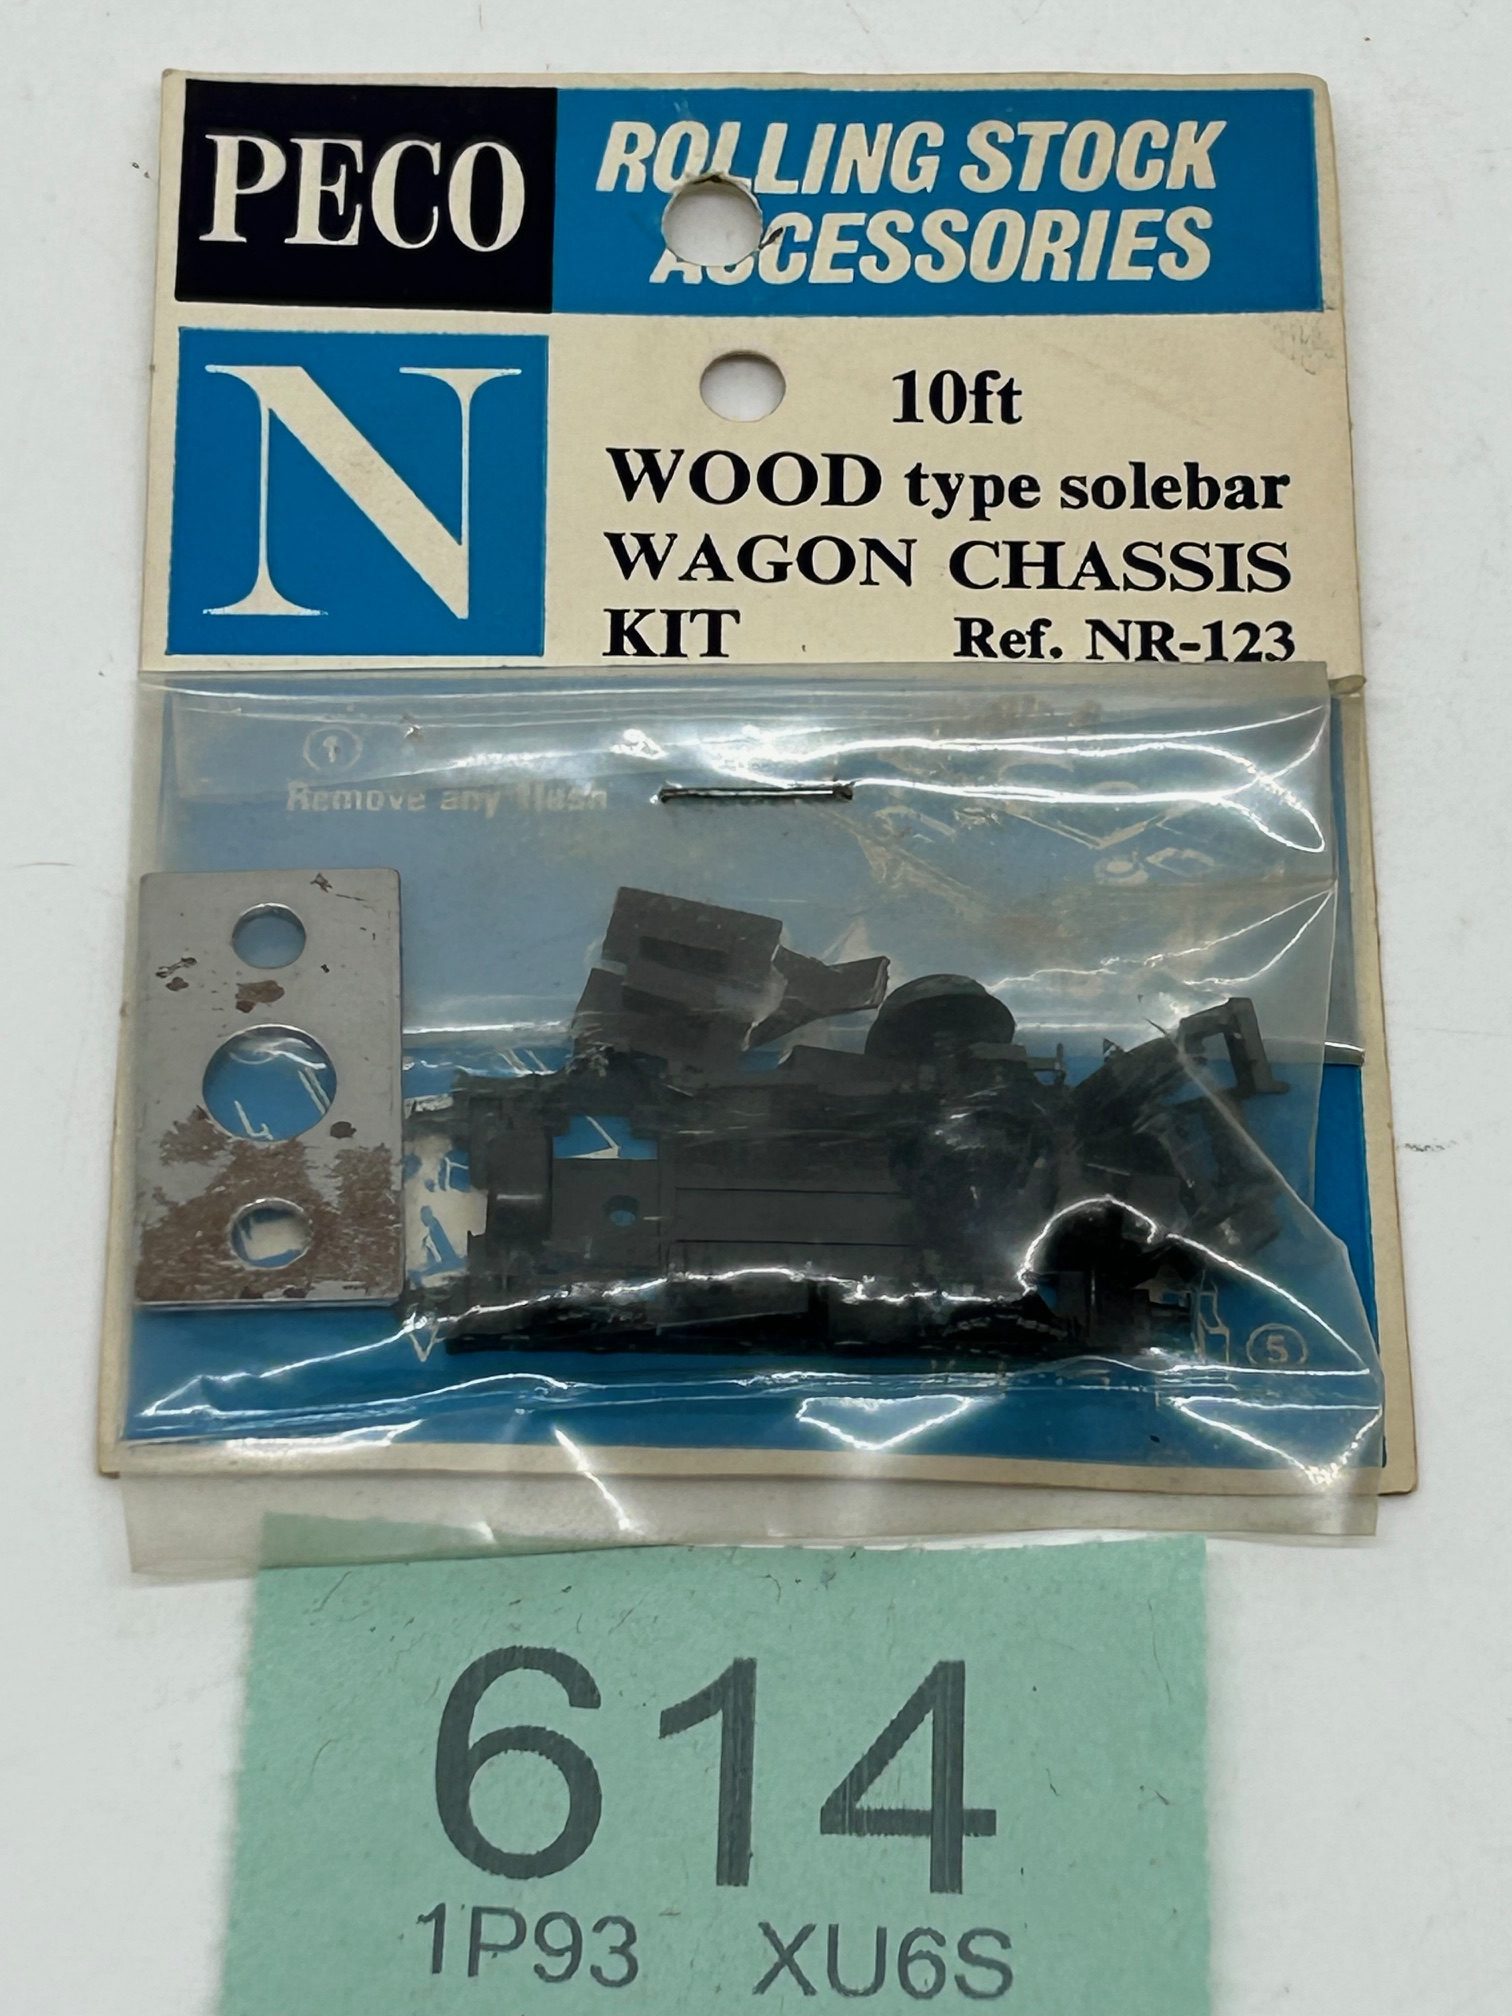 PECO
ROLLING STOCK
ACCESSORIES
N
10ft
WOOD type solebar
WAGON CHASSIS
KIT Ref. NR-123
1
Remove any flash
5
614
1P93 XU6S